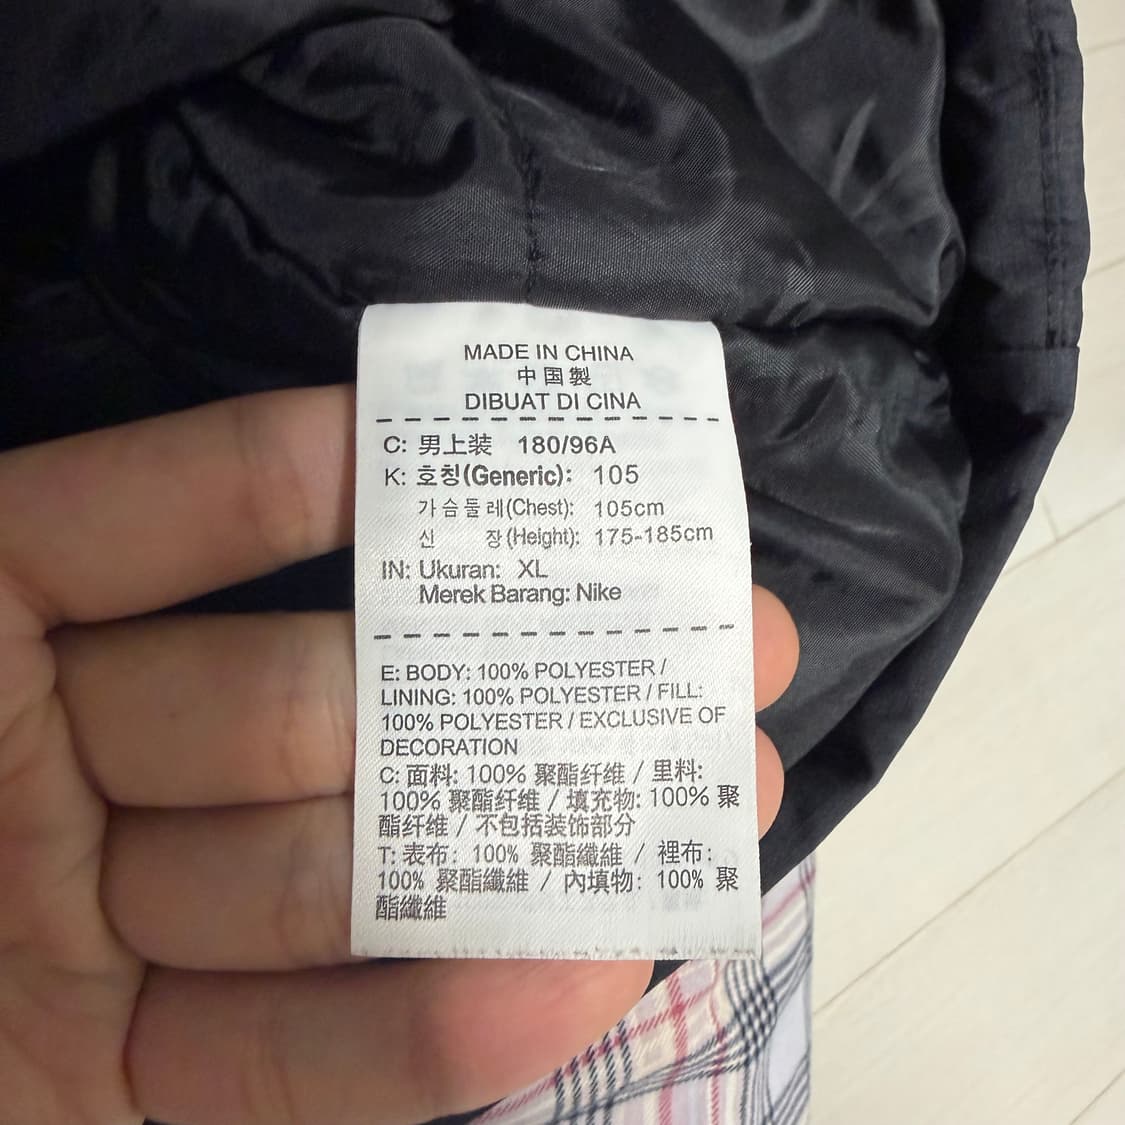 MADE IN CHINA
中国製
DIBUAT DI CINA
C: 男上装 180/96A
K: 호칭(Generic): 105
가슴둘레(Chest): 105cm
신 장(Height): 175-185cm
IN: Ukuran: XL
Merek Barang: Nike
E: BODY: 100% POLYESTER /
LINING: 100% POLYESTER / FILL:
100% POLYESTER / EXCLUSIVE OF
DECORATION
C: 面料: 100% 聚酯纤维 / 里料:
100% 聚酯纤维 / 填充物: 100% 聚
酯纤维 / 不包括装饰部分
T: 表布: 100% 聚酯纖維 / 裡布:
100% 聚酯纖維 / 內填物: 100% 聚
酯纖維